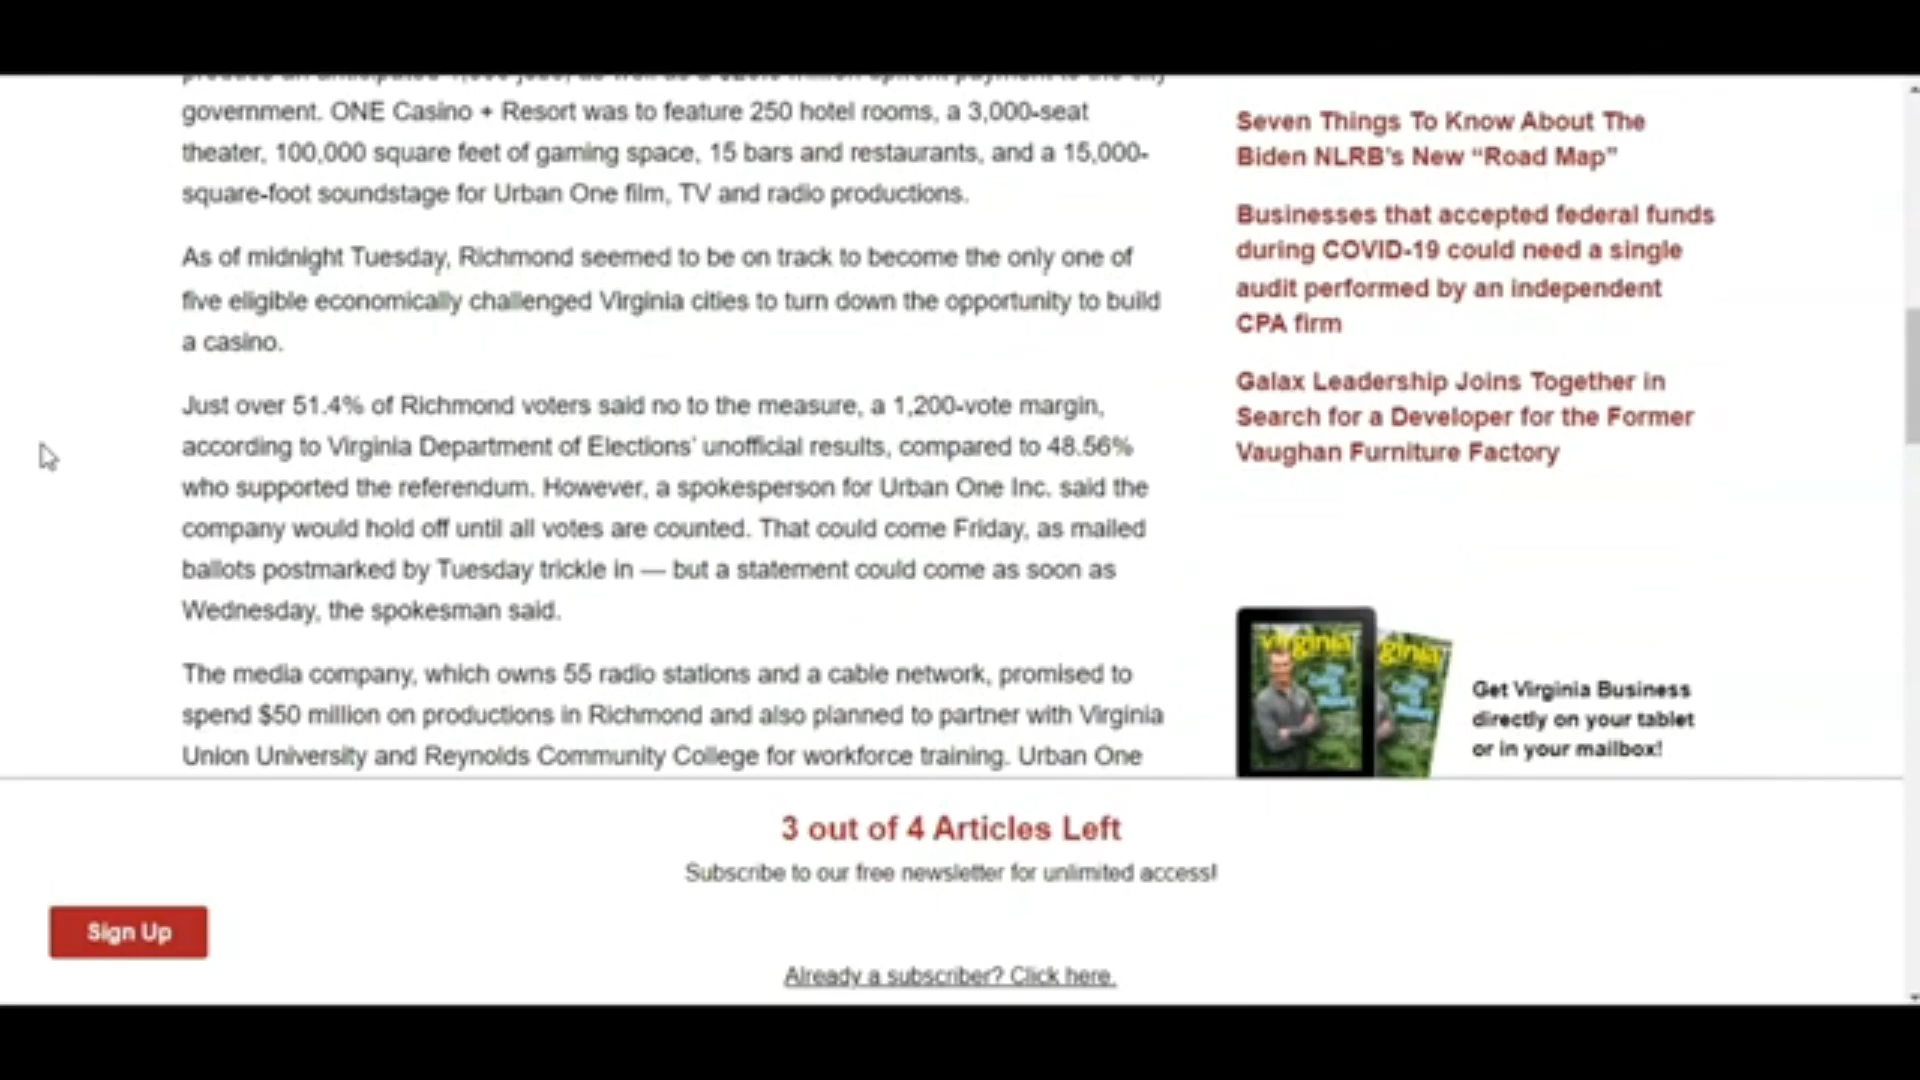 government. ONE Casino + Resort was to feature 250 hotel rooms, a 3,000-seat
theater, 100,000 square feet of gaming space, 15 bars and restaurants, and a 15,000-
square-foot soundstage for Urban One film, TV and radio productions.
As of midnight Tuesday, Richmond seemed to be on track to become the only one of
five eligible economically challenged Virginia cities to turn down the opportunity to build
a casino.
Just over 51.4% of Richmond voters said no to the measure, a 1,200-vote margin,
according to Virginia Department of Elections’ unofficial results, compared to 48.56%
who supported the referendum. However, a spokesperson for Urban One Inc. said the
company would hold off until all votes are counted. That could come Friday, as mailed
ballots postmarked by Tuesday trickle in — but a statement could come as soon as
Wednesday, the spokesman said.
The media company, which owns 55 radio stations and a cable network, promised to
spend $50 million on productions in Richmond and also planned to partner with Virginia
Union University and Reynolds Community College for workforce training. Urban One
Seven Things To Know About The
Biden NLRB’s New “Road Map”
Businesses that accepted federal funds
during COVID-19 could need a single
audit performed by an independent
CPA firm
Galax Leadership Joins Together in
Search for a Developer for the Former
Vaughan Furniture Factory
Virginia
Get Virginia Business
directly on your tablet
or in your mailbox!
3 out of 4 Articles Left
Subscribe to our free newsletter for unlimited access!
Sign Up
Already a subscriber? Click here.